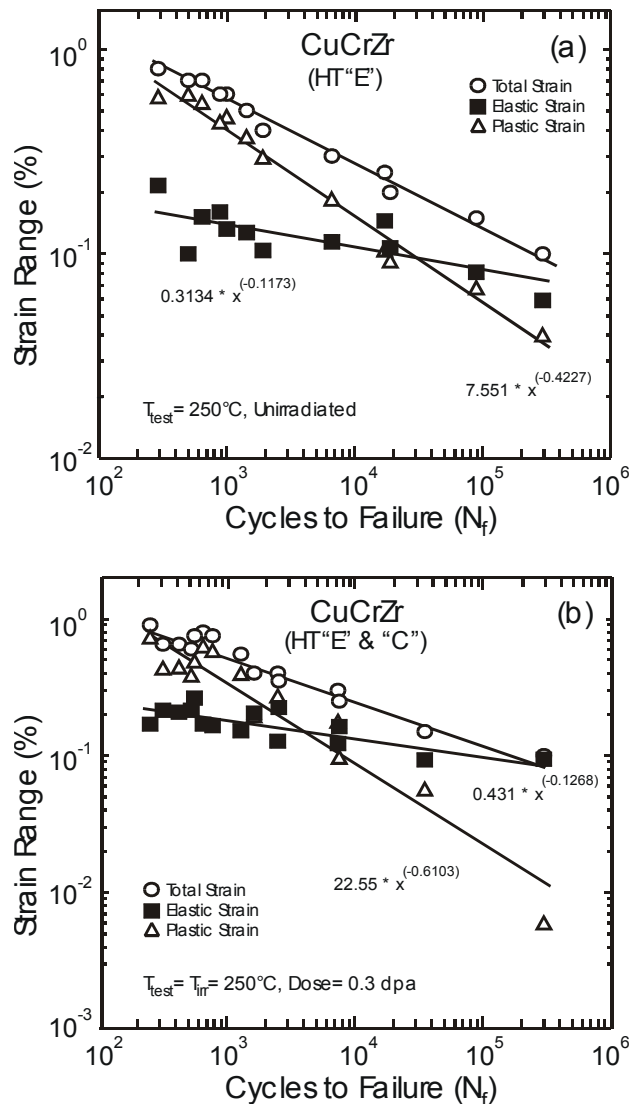 CuCrZr
(a)
(HT“E”)
Total Strain
Elastic Strain
Plastic Strain
10^0
10^-1
10^-2
Strain Range (%)
0.3134 * x^(-0.1173)
7.551 * x^(-0.4227)
T_test= 250°C, Unirradiated
10^2 10^3 10^4 10^5 10^6
Cycles to Failure (N_f)
CuCrZr
(b)
(HT“E” & “C”)
10^0
10^-1
10^-2
10^-3
Strain Range (%)
0.431 * x^(-0.1268)
22.55 * x^(-0.6103)
Total Strain
Elastic Strain
Plastic Strain
T_test= T_irr= 250°C, Dose= 0.3 dpa
10^2 10^3 10^4 10^5 10^6
Cycles to Failure (N_f)